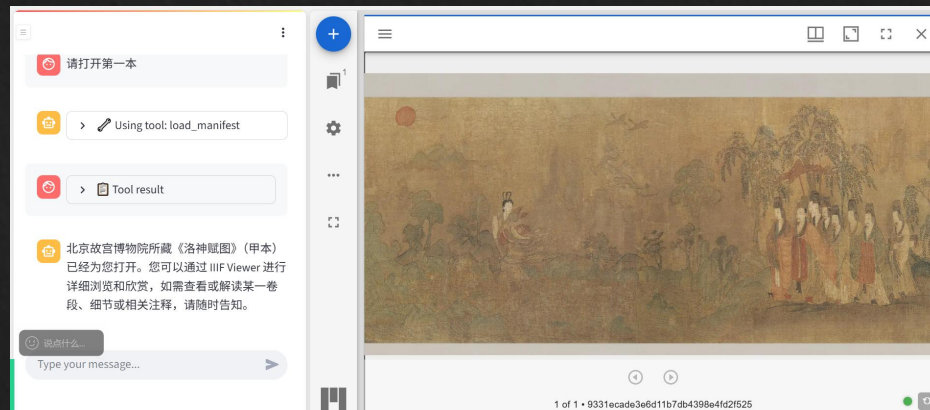 请打开第一本
Using tool: load_manifest
Tool result
北京故宫博物院所藏《洛神赋图》（甲本）
已经为您打开。您可以通过 IIIF Viewer 进行
详细浏览和欣赏，如需查看或解读某一卷
段、细节或相关注释，请随时告知。
说点什么...
Type your message...
1
1 of 1 • 9331ecade3e6d11b7db4398e4fd2f525